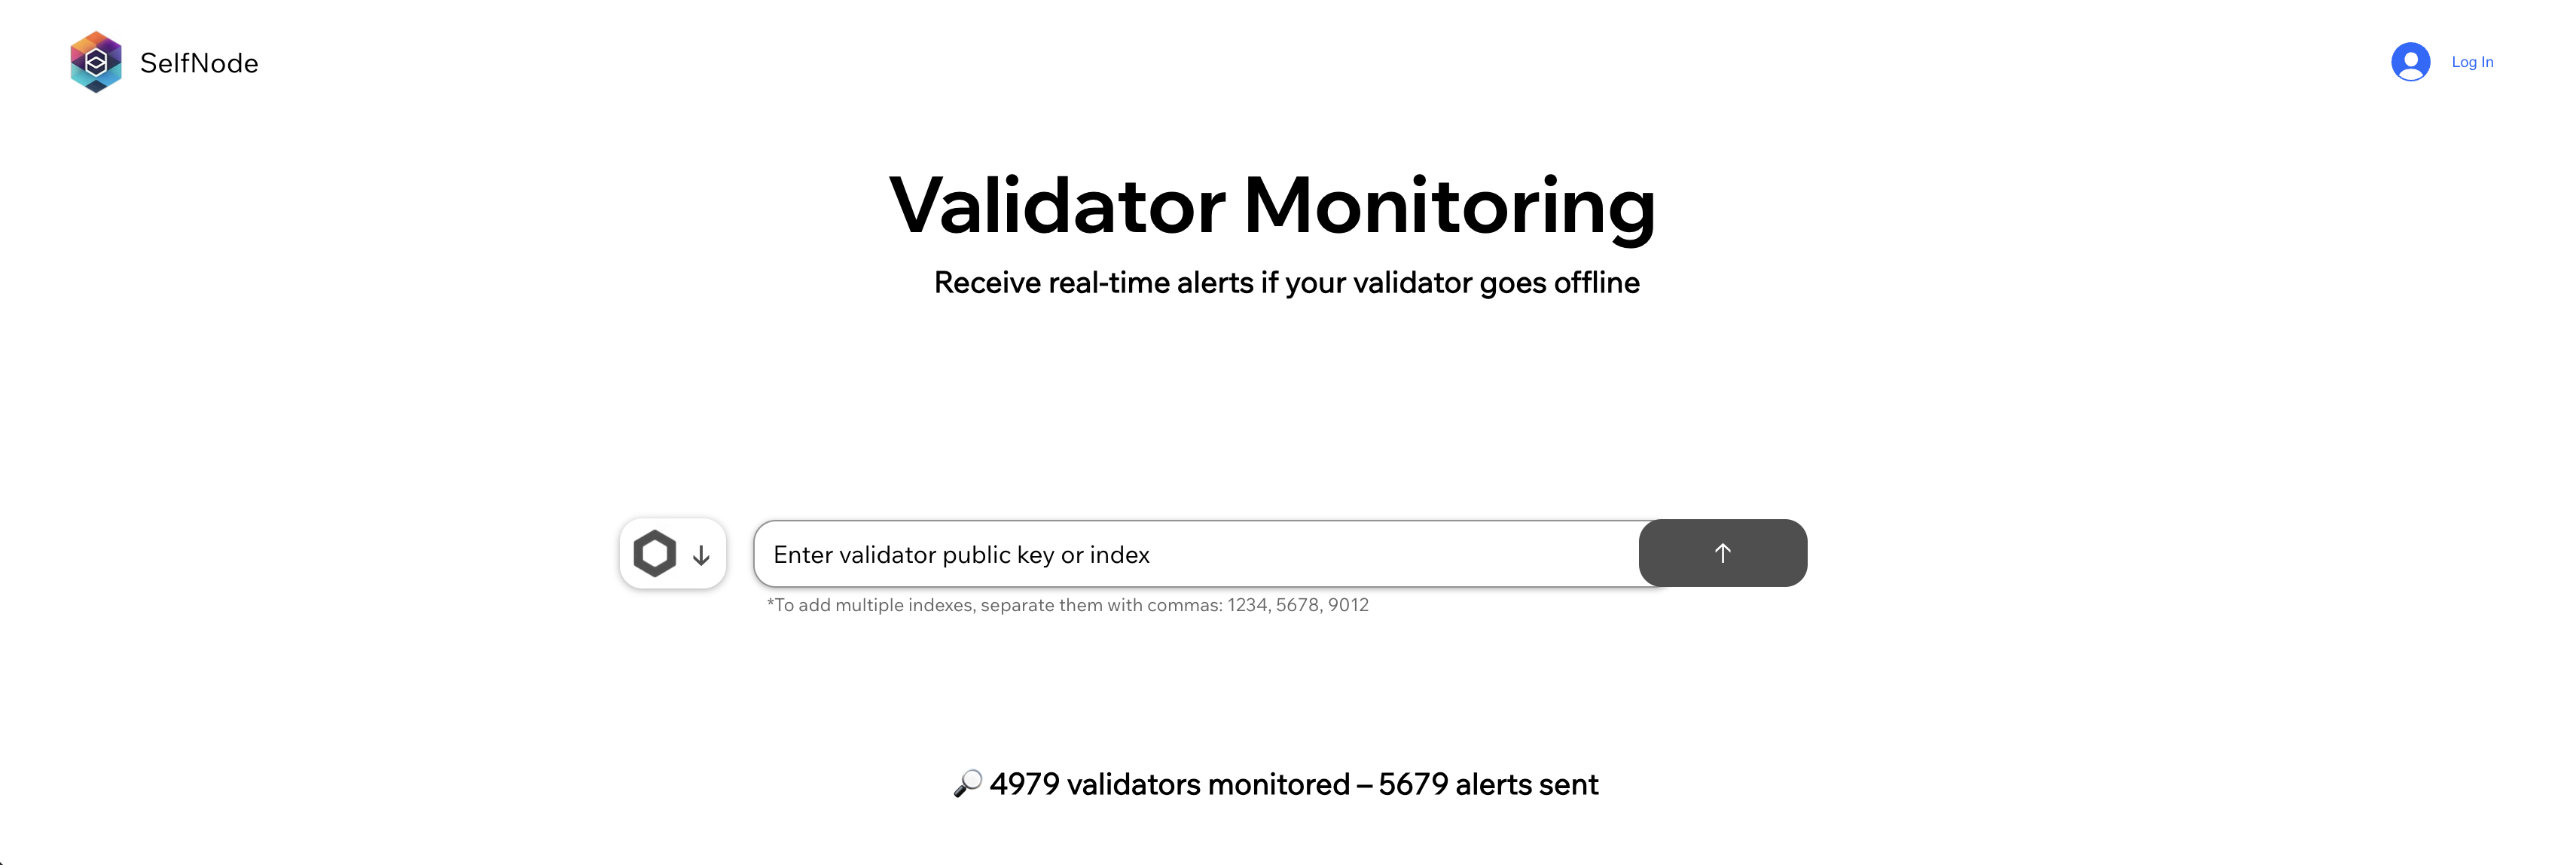 SelfNode
Log In
Validator Monitoring
Receive real-time alerts if your validator goes offline
Enter validator public key or index
↑
*To add multiple indexes, separate them with commas: 1234, 5678, 9012
🔎 4979 validators monitored – 5679 alerts sent